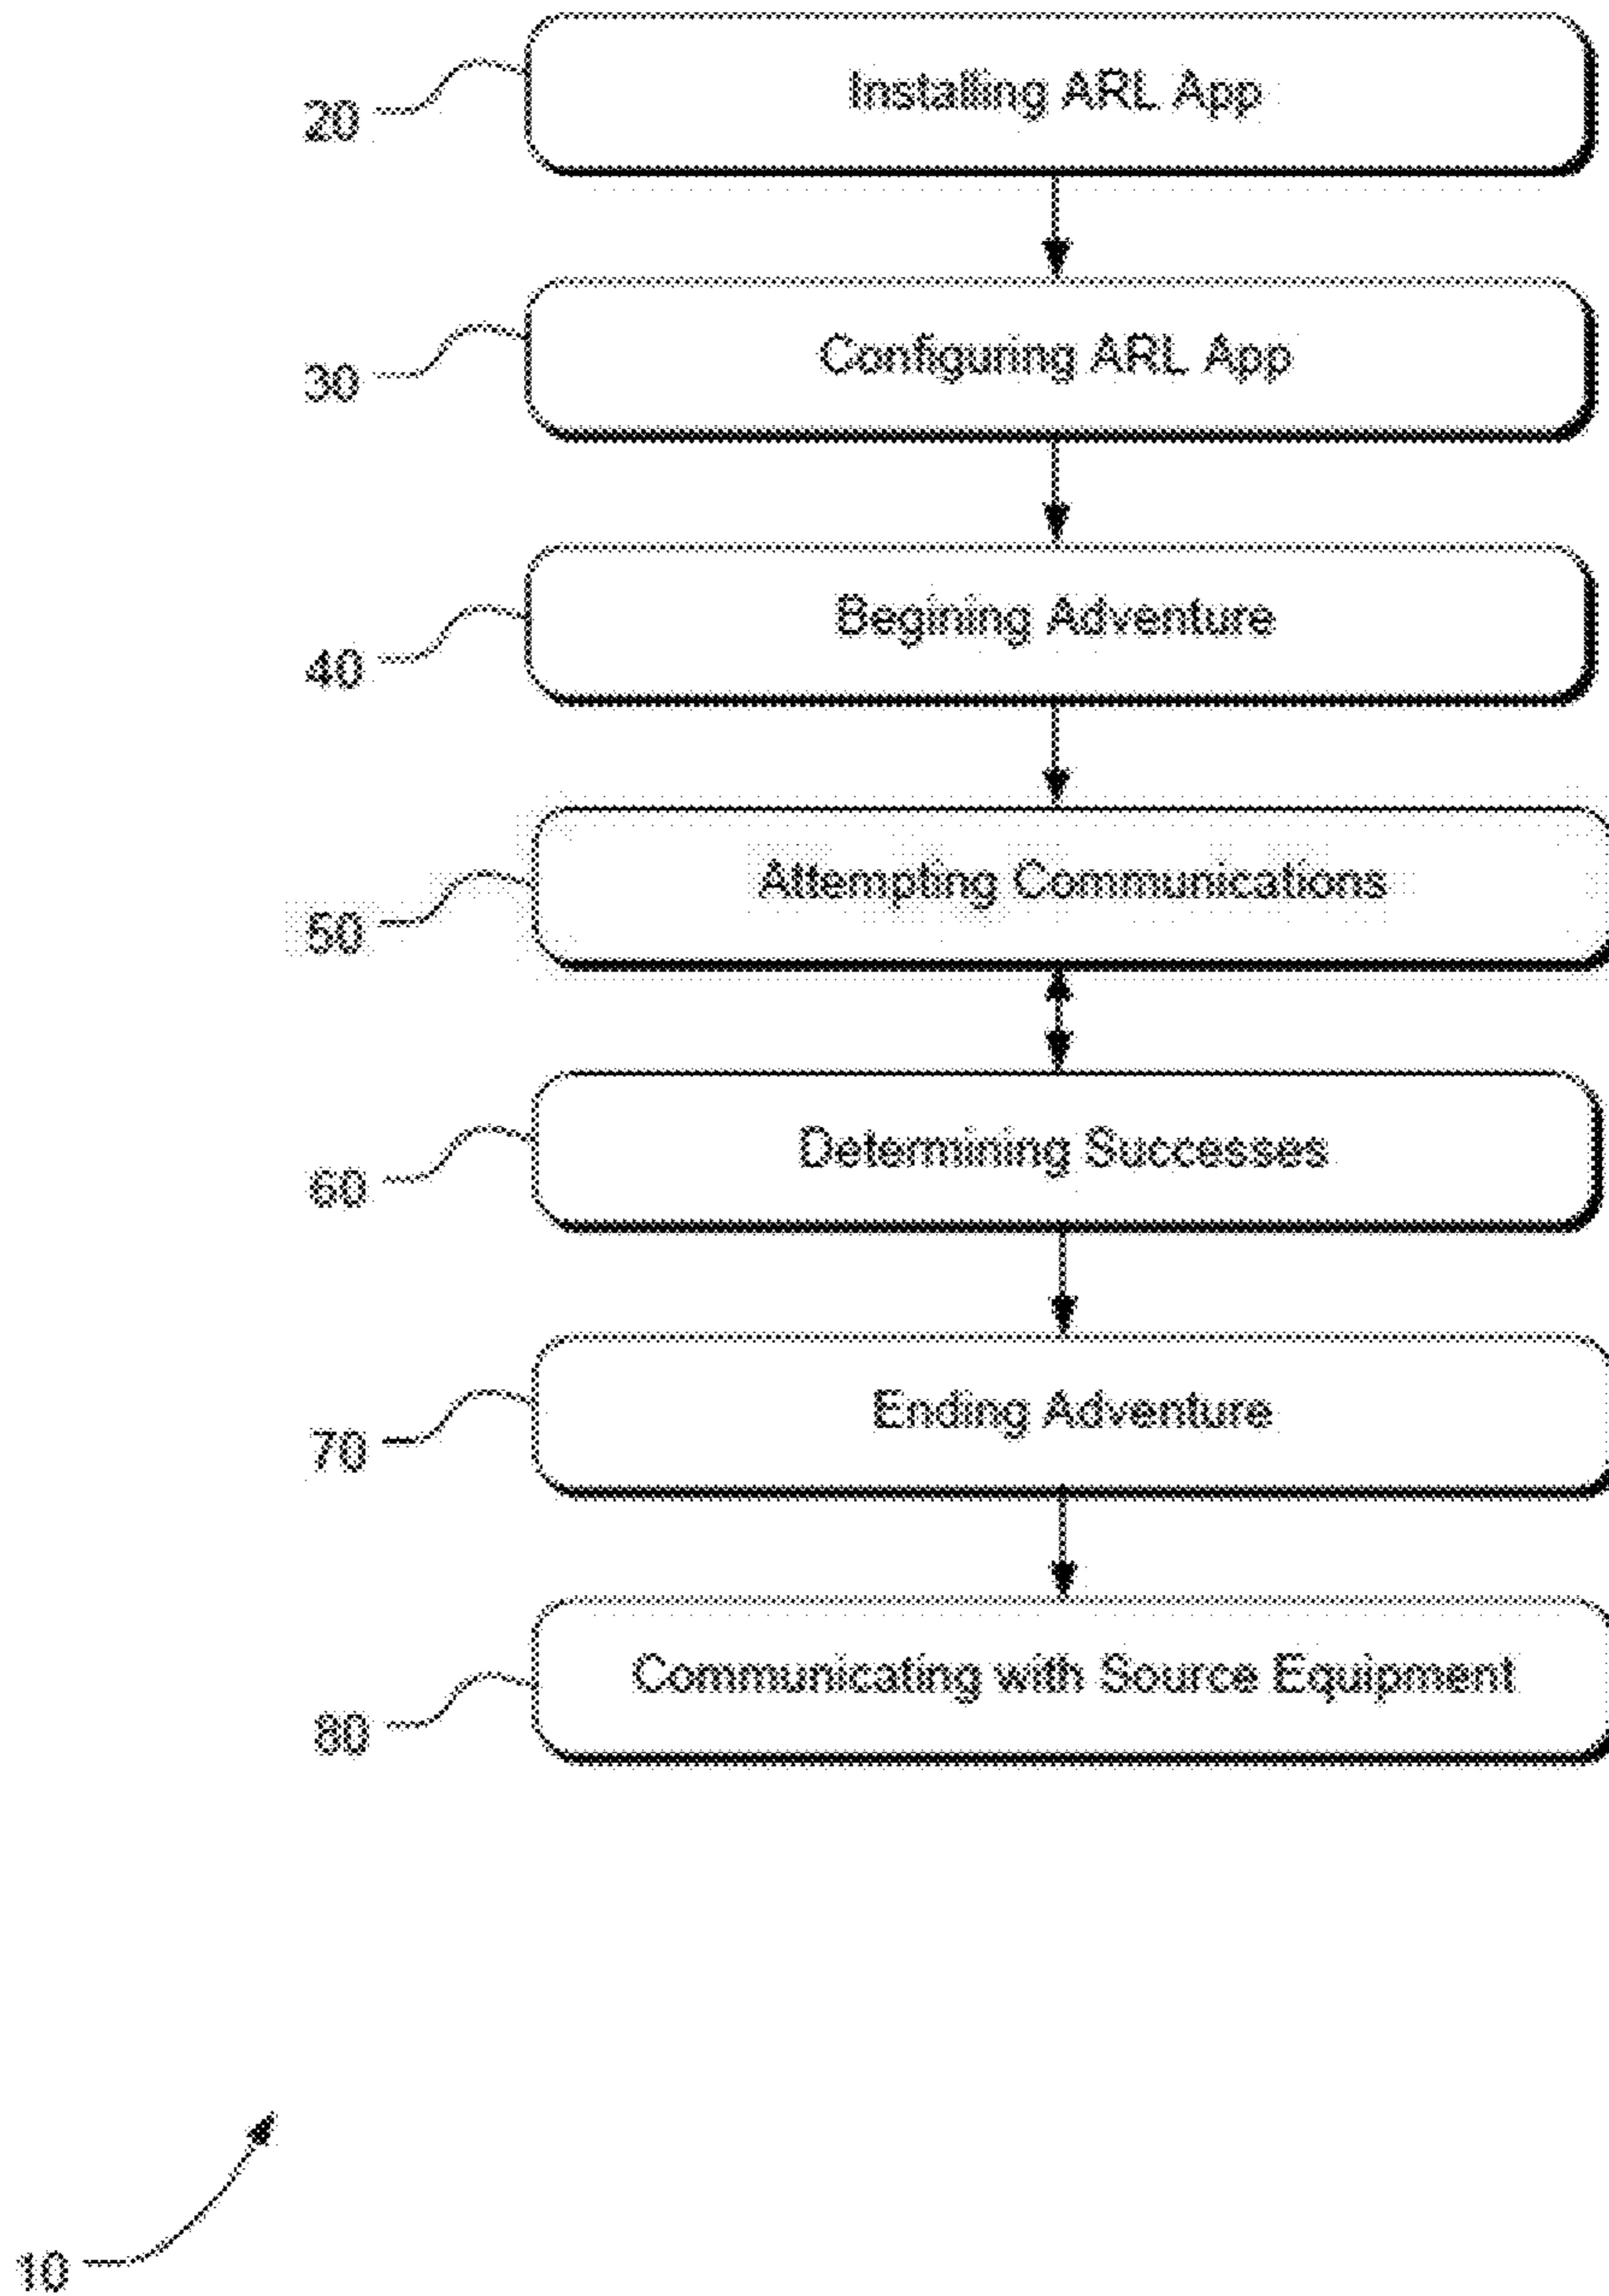 Installing ARL App
20
Configuring ARL App
30
Begining Adventure
40
Attempting Communications
50
Determining Successes
60
Ending Adventure
70
Communicating with Source Equipment
80
10